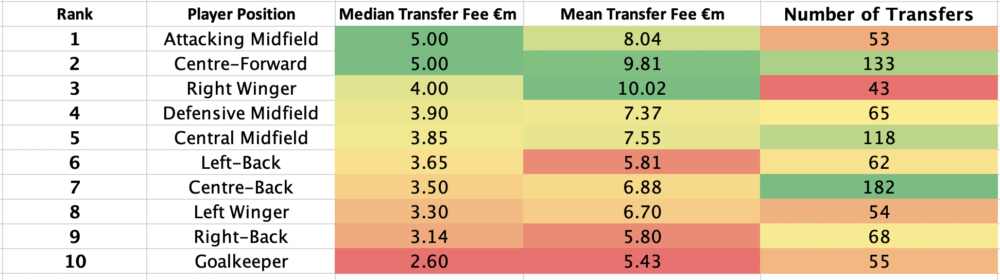 Rank Player Position Median Transfer Fee €m Mean Transfer Fee €m Number of Transfers
1 Attacking Midfield 5.00 8.04 53
2 Centre-Forward 5.00 9.81 133
3 Right Winger 4.00 10.02 43
4 Defensive Midfield 3.90 7.37 65
5 Central Midfield 3.85 7.55 118
6 Left-Back 3.65 5.81 62
7 Centre-Back 3.50 6.88 182
8 Left Winger 3.30 6.70 54
9 Right-Back 3.14 5.80 68
10 Goalkeeper 2.60 5.43 55